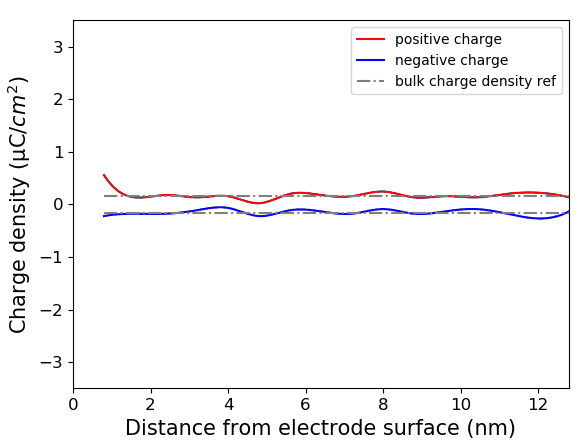 positive charge
negative charge
bulk charge density ref
Charge density (μC/cm²)
3
2
1
0
−1
−2
−3
0 2 4 6 8 10 12
Distance from electrode surface (nm)